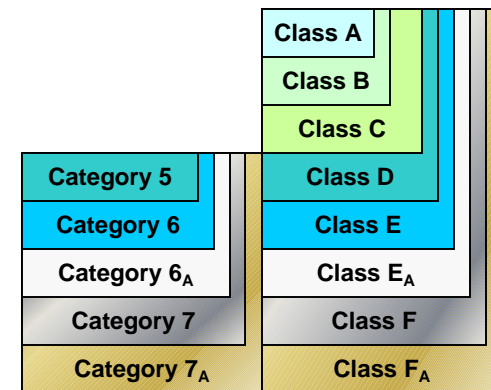 Class A
Class B
Class C
Category 5 Class D
Category 6 Class E
Category 6A Class EA
Category 7 Class F
Category 7A Class FA